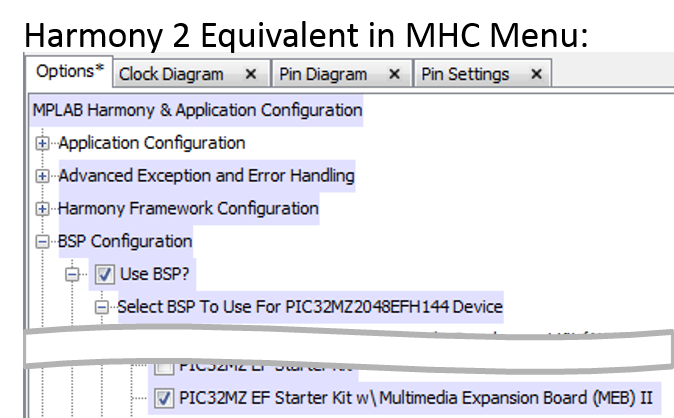 Harmony 2 Equivalent in MHC Menu:
Options* Clock Diagram x Pin Diagram x Pin Settings x
MPLAB Harmony & Application Configuration
Application Configuration
Advanced Exception and Error Handling
Harmony Framework Configuration
BSP Configuration
Use BSP?
Select BSP To Use For PIC32MZ2048EFH144 Device
PIC32MZ EF Starter Kit
PIC32MZ EF Starter Kit w\ Multimedia Expansion Board (MEB) II